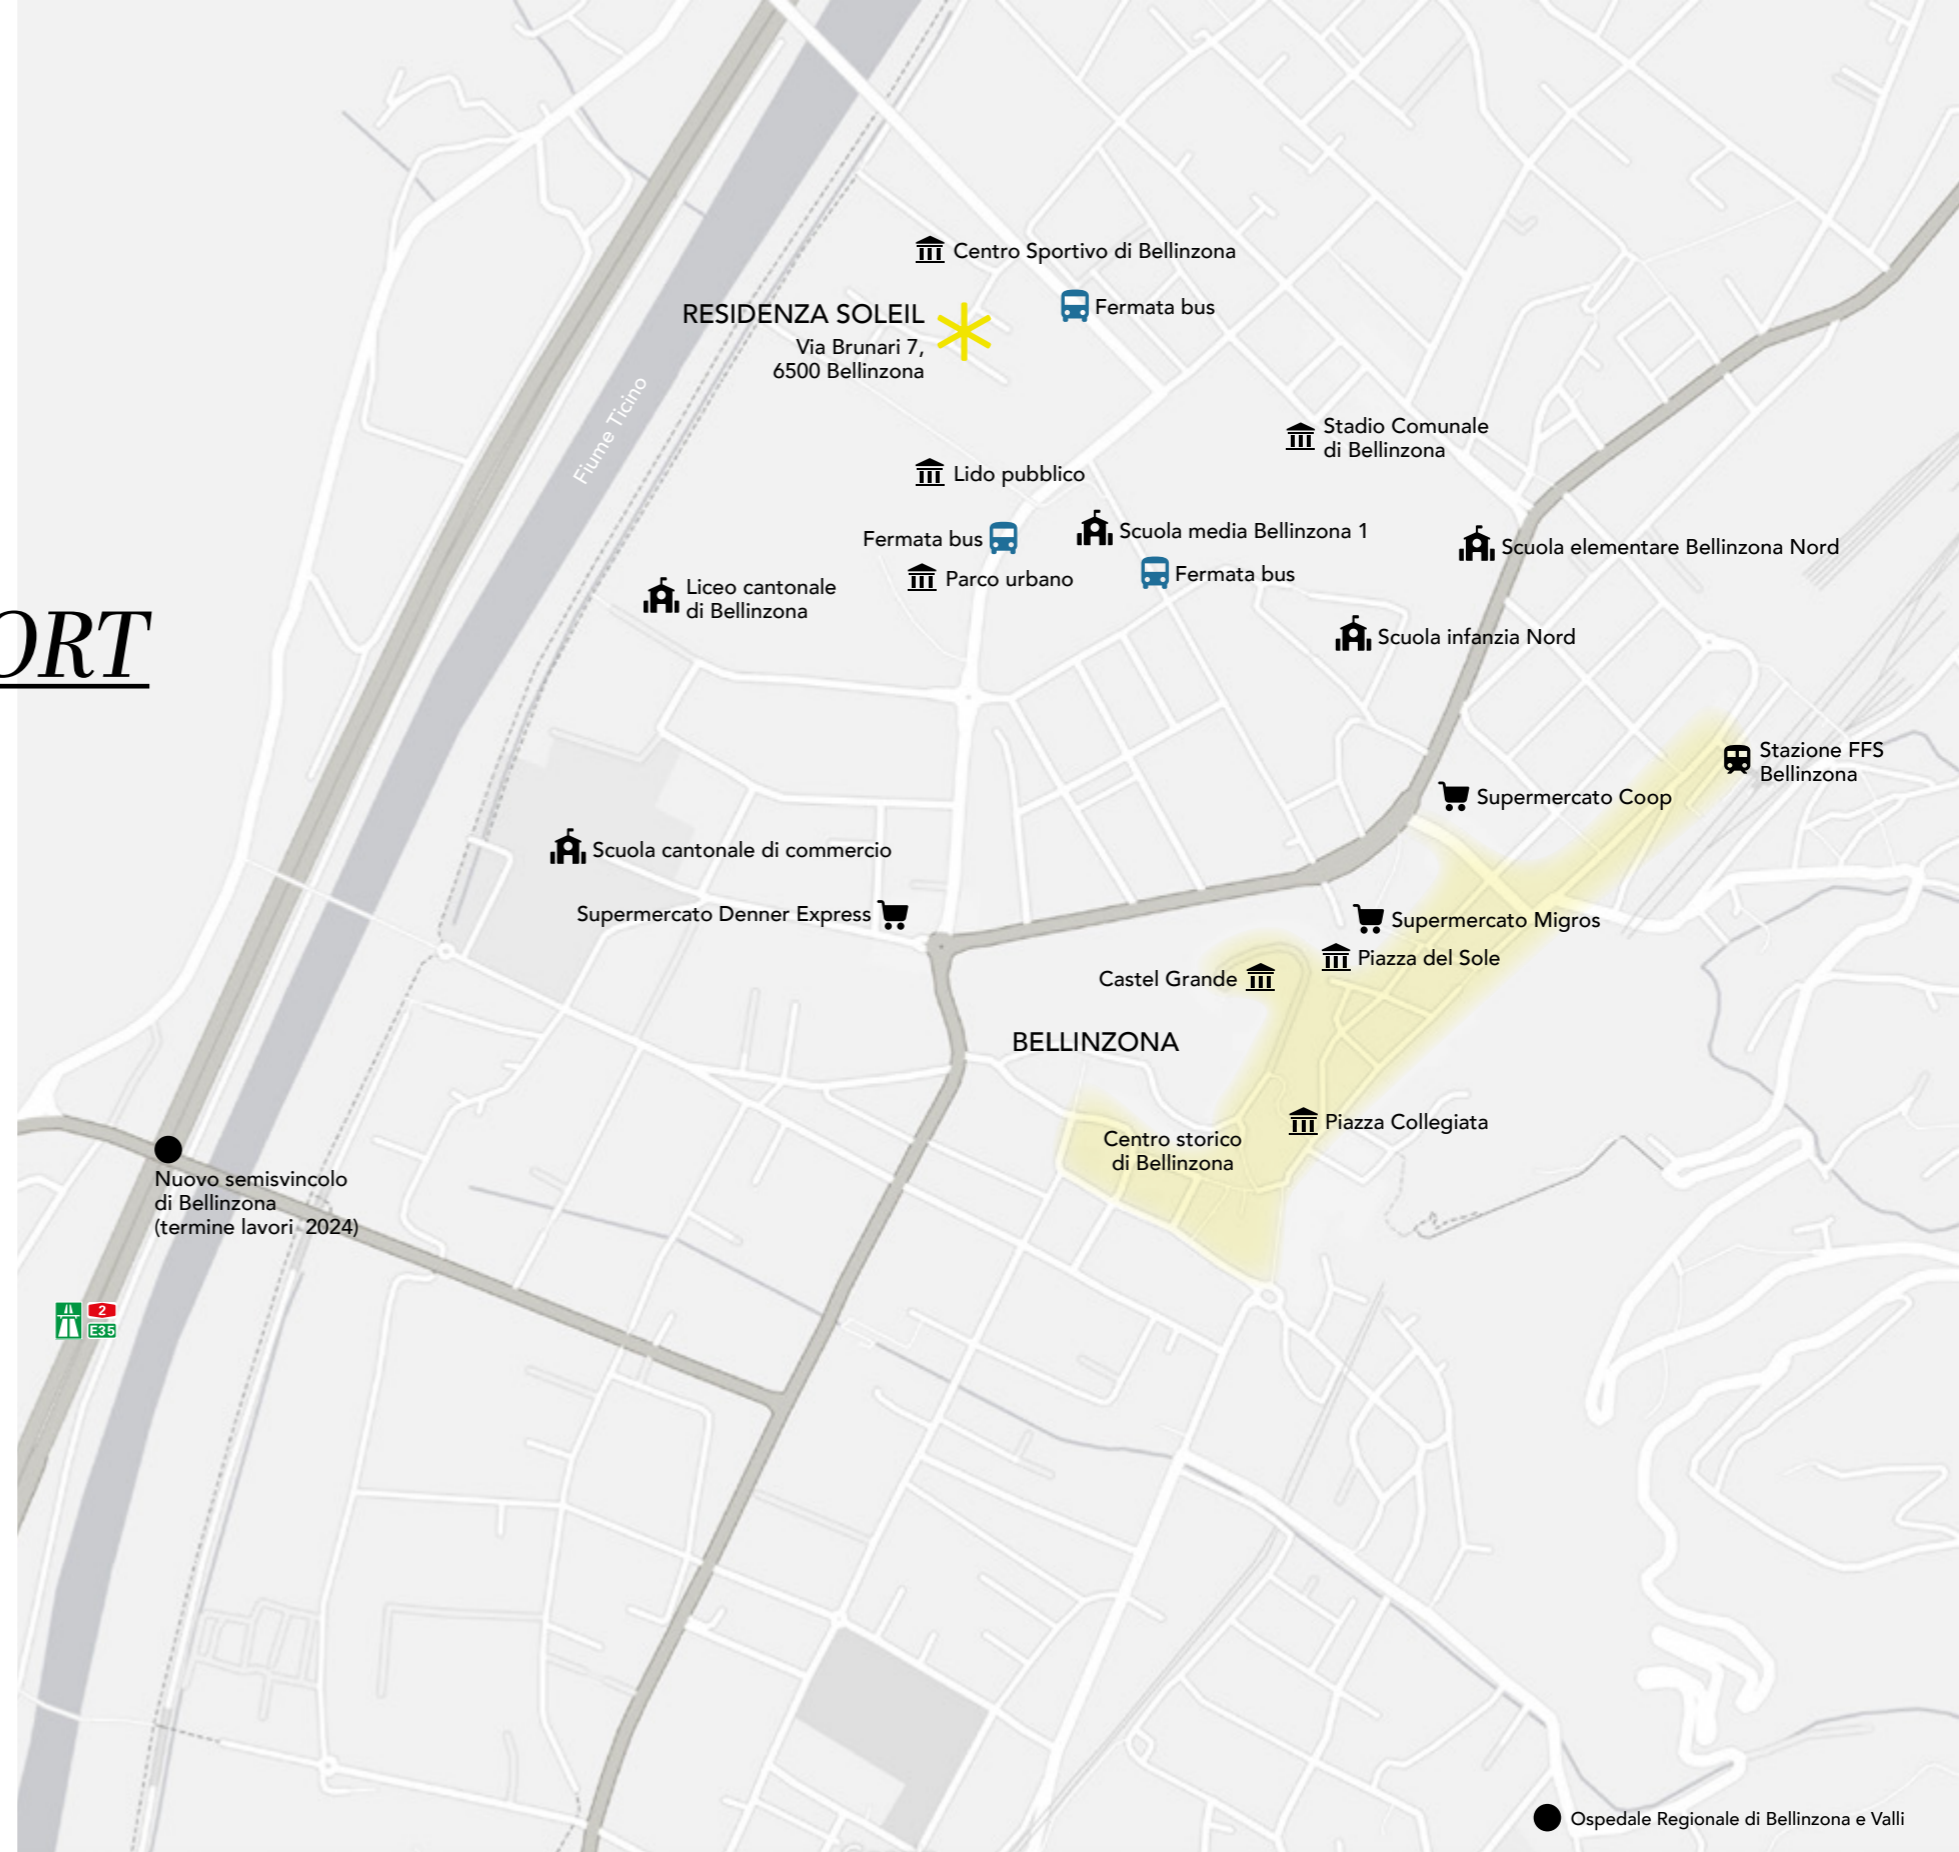 Centro Sportivo di Bellinzona
RESIDENZA SOLEIL
Via Brunari 7,
6500 Bellinzona
Fermata bus
Fiume Ticino
Stadio Comunale
di Bellinzona
Lido pubblico
Fermata bus
Scuola media Bellinzona 1
Scuola elementare Bellinzona Nord
Parco urbano
Fermata bus
Liceo cantonale
di Bellinzona
ORT
Scuola infanzia Nord
Stazione FFS
Bellinzona
Supermercato Coop
Scuola cantonale di commercio
Supermercato Denner Express
Supermercato Migros
Piazza del Sole
Castel Grande
BELLINZONA
Piazza Collegiata
Centro storico
di Bellinzona
Nuovo semisvincolo
di Bellinzona
(termine lavori 2024)
2
E35
Ospedale Regionale di Bellinzona e Valli